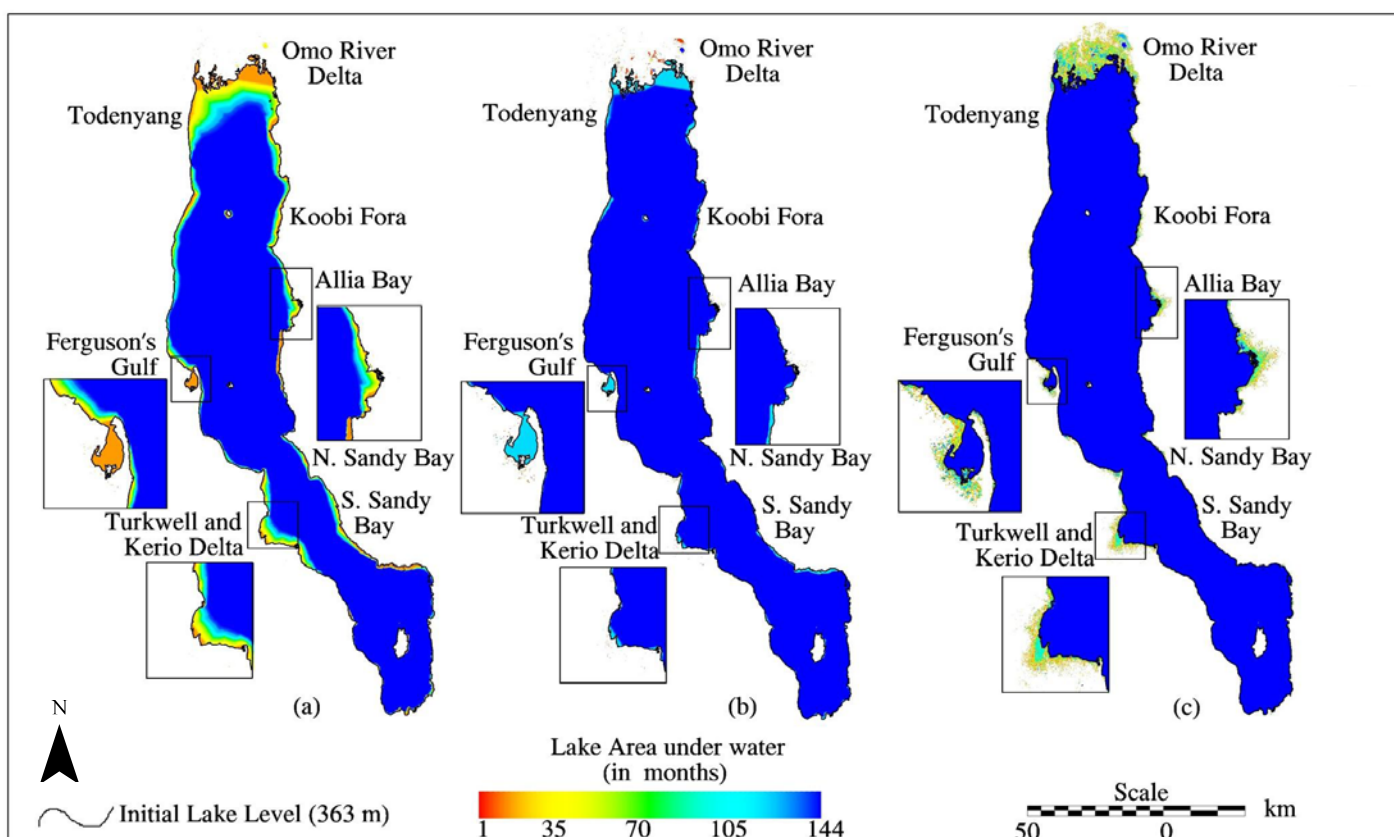 Omo River
Delta
Todenyang
Koobi Fora
Allia Bay
Ferguson's
Gulf
N. Sandy Bay
S. Sandy
Bay
Turkwell and
Kerio Delta
(a)
Omo River
Delta
Todenyang
Koobi Fora
Allia Bay
Ferguson's
Gulf
N. Sandy Bay
S. Sandy
Bay
Turkwell and
Kerio Delta
(b)
Omo River
Delta
Todenyang
Koobi Fora
Allia Bay
Ferguson's
Gulf
N. Sandy Bay
S. Sandy
Bay
Turkwell and
Kerio Delta
(c)
N
Initial Lake Level (363 m)
Lake Area under water
(in months)
1 35 70 105 144
Scale
km
50 0